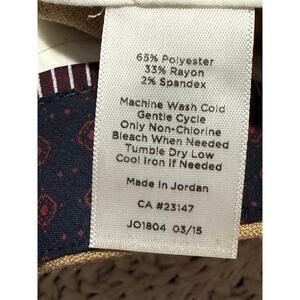 65% Polyester
33% Rayon
2% Spandex
Machine Wash Cold
Gentle Cycle
Only Non-Chlorine
Bleach When Needed
Tumble Dry Low
Cool Iron If Needed
Made in Jordan
CA #23147
JO1804 03/15